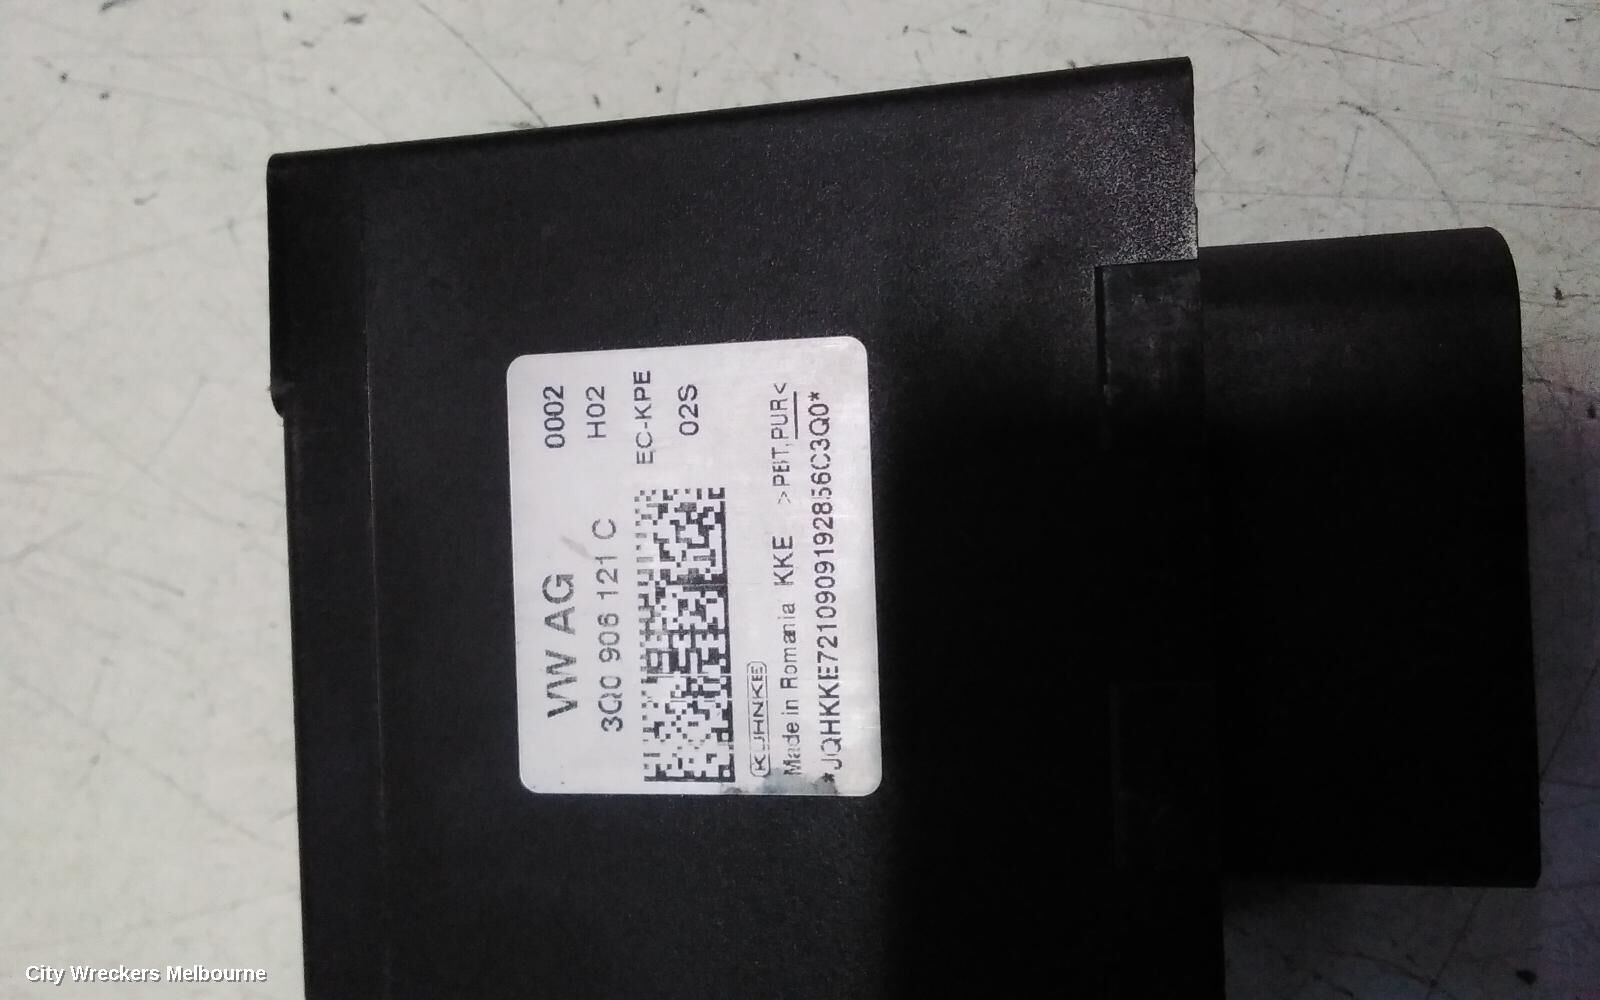 VW AG 0002
3Q0 906 121 C H02
EC-KPE
02S
KUHNKE
Made in Romania KKE >PBT,PUR<
*JQHKKE7210909192856C3Q0*
City Wreckers Melbourne